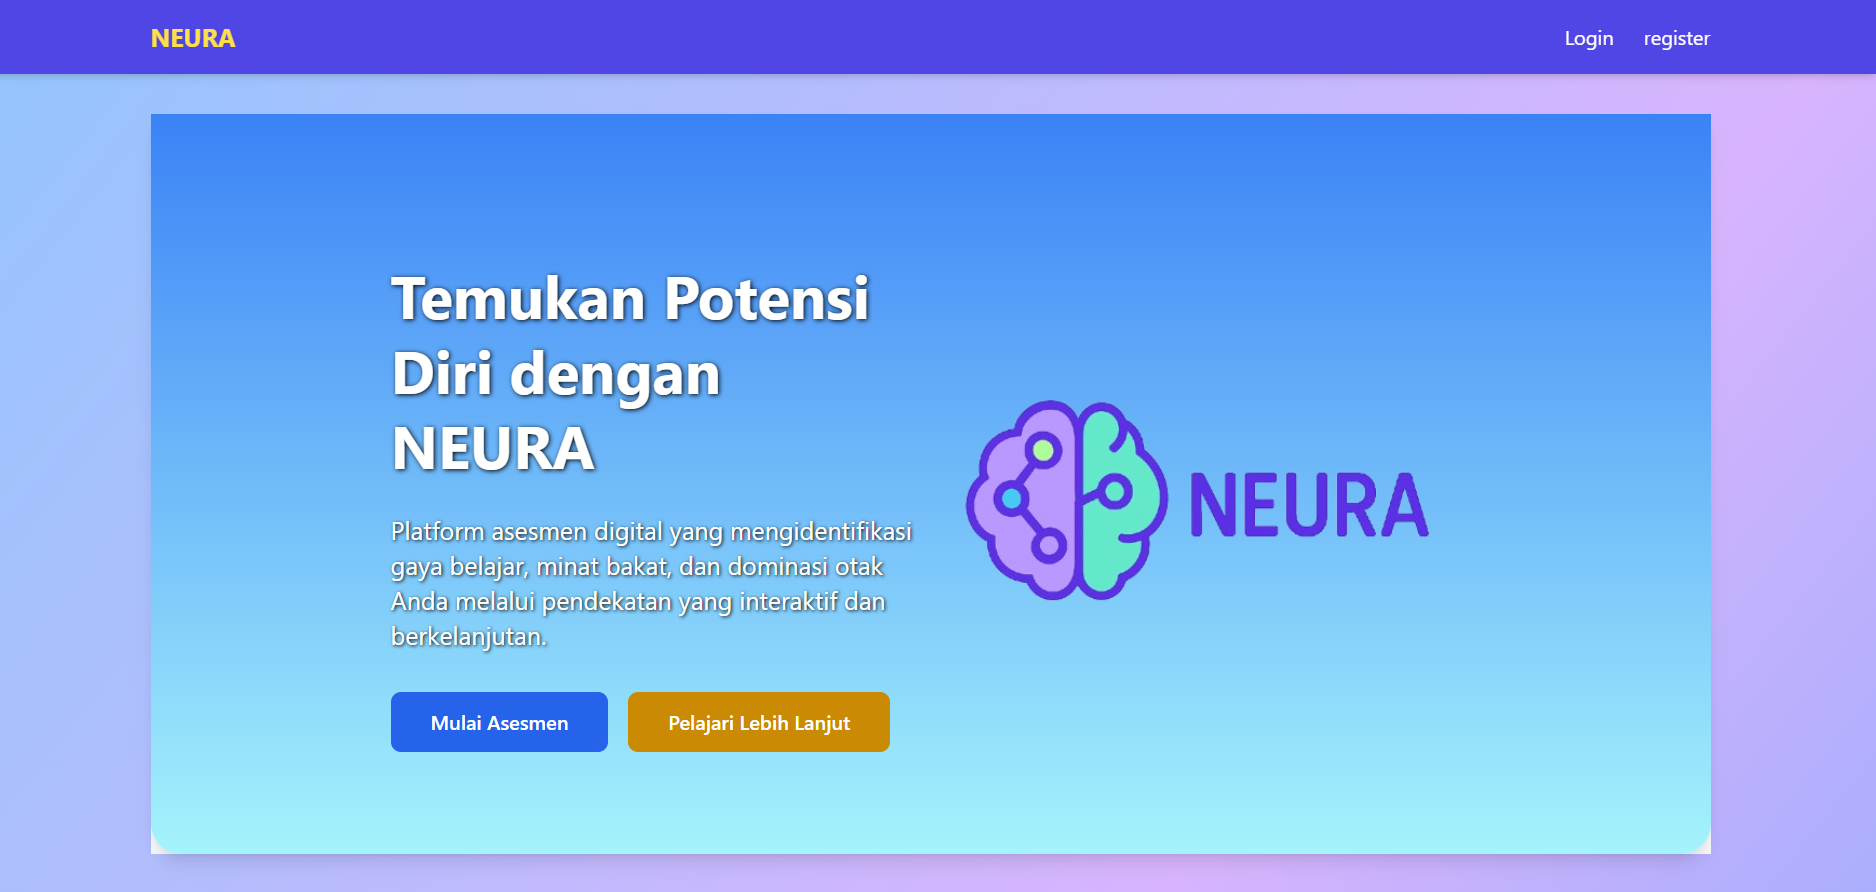 NEURA
Login
register
Temukan Potensi
Diri dengan
NEURA
Platform asesmen digital yang mengidentifikasi
gaya belajar, minat bakat, dan dominasi otak
Anda melalui pendekatan yang interaktif dan
berkelanjutan.
Mulai Asesmen
Pelajari Lebih Lanjut
NEURA